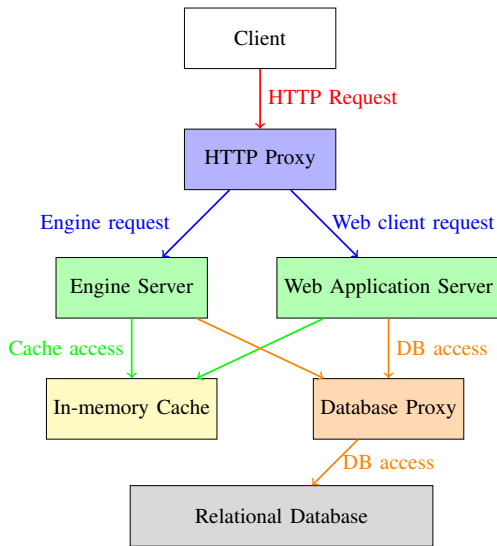 Client
HTTP Request
HTTP Proxy
Engine request
Web client request
Engine Server
Web Application Server
Cache access
DB access
In-memory Cache
Database Proxy
DB access
Relational Database